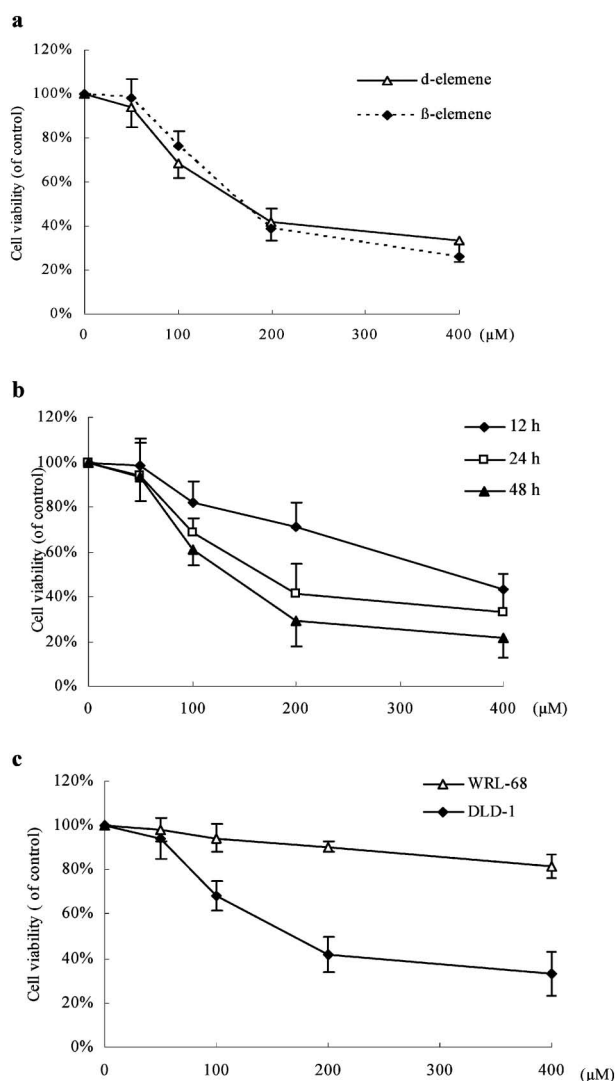 a
120%
100%
80%
60%
40%
20%
0%
Cell viability (of control)
d-elemene
ß-elemene
0 100 200 300 400 (μM)
b
120%
100%
80%
60%
40%
20%
0%
Cell viability (of control)
12 h
24 h
48 h
0 100 200 300 400 (μM)
c
120%
100%
80%
60%
40%
20%
0%
Cell viability ( of control)
WRL-68
DLD-1
0 100 200 300 400 (μM)